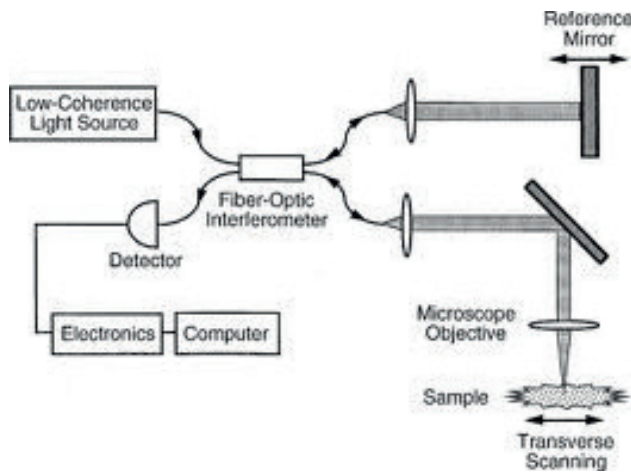 Reference
Mirror
Low-Coherence
Light Source
Fiber-Optic
Interferometer
Detector
Electronics
Computer
Microscope
Objective
Sample
Transverse
Scanning